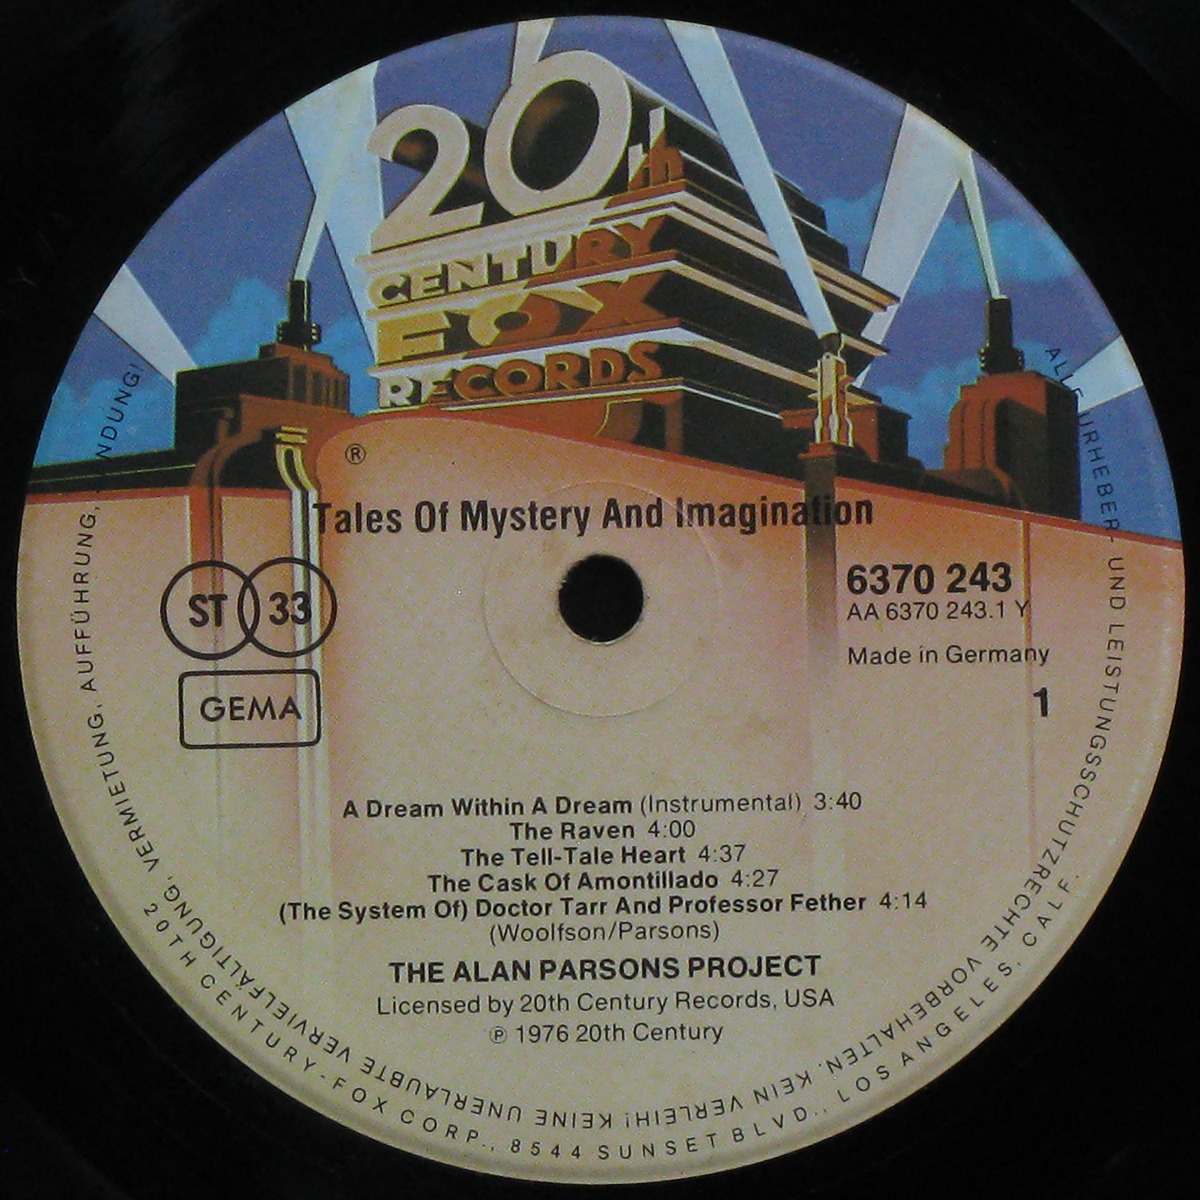 20th
CENTURY
FOX
RECORDS
®
Tales Of Mystery And Imagination
ST 33
GEMA
6370 243
AA 6370 243.1 Y
Made in Germany
1
A Dream Within A Dream (Instrumental) 3:40
The Raven 4:00
The Tell-Tale Heart 4:37
The Cask Of Amontillado 4:27
(The System Of) Doctor Tarr And Professor Fether 4:14
(Woolfson/Parsons)
THE ALAN PARSONS PROJECT
Licensed by 20th Century Records, USA
℗ 1976 20th Century
ALLE URHEBER- UND LEISTUNGSSCHUTZRECHTE VORBEHALTEN. KEIN VERLEIH! KEINE UNERLAUBTE VERVIELFÄLTIGUNG, VERMIETUNG, AUFFÜHRUNG, NDUNG!
20TH CENTURY-FOX CORP., 8544 SUNSET BLVD., LOS ANGELES, CALF.